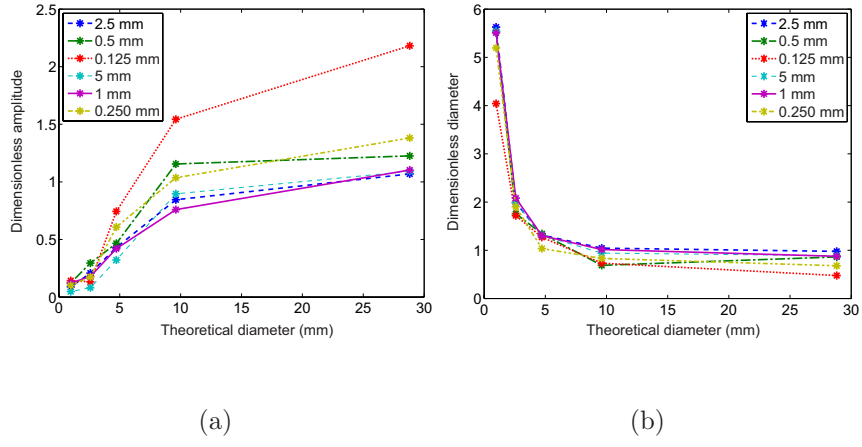 2.5
2
1.5
1
0.5
0
0 5 10 15 20 25 30
Dimensionless amplitude
Theoretical diameter (mm)
2.5 mm
0.5 mm
0.125 mm
5 mm
1 mm
0.250 mm
(a)
6
5
4
3
2
1
0
0 5 10 15 20 25 30
Dimensionless diameter
Theoretical diameter (mm)
2.5 mm
0.5 mm
0.125 mm
5 mm
1 mm
0.250 mm
(b)